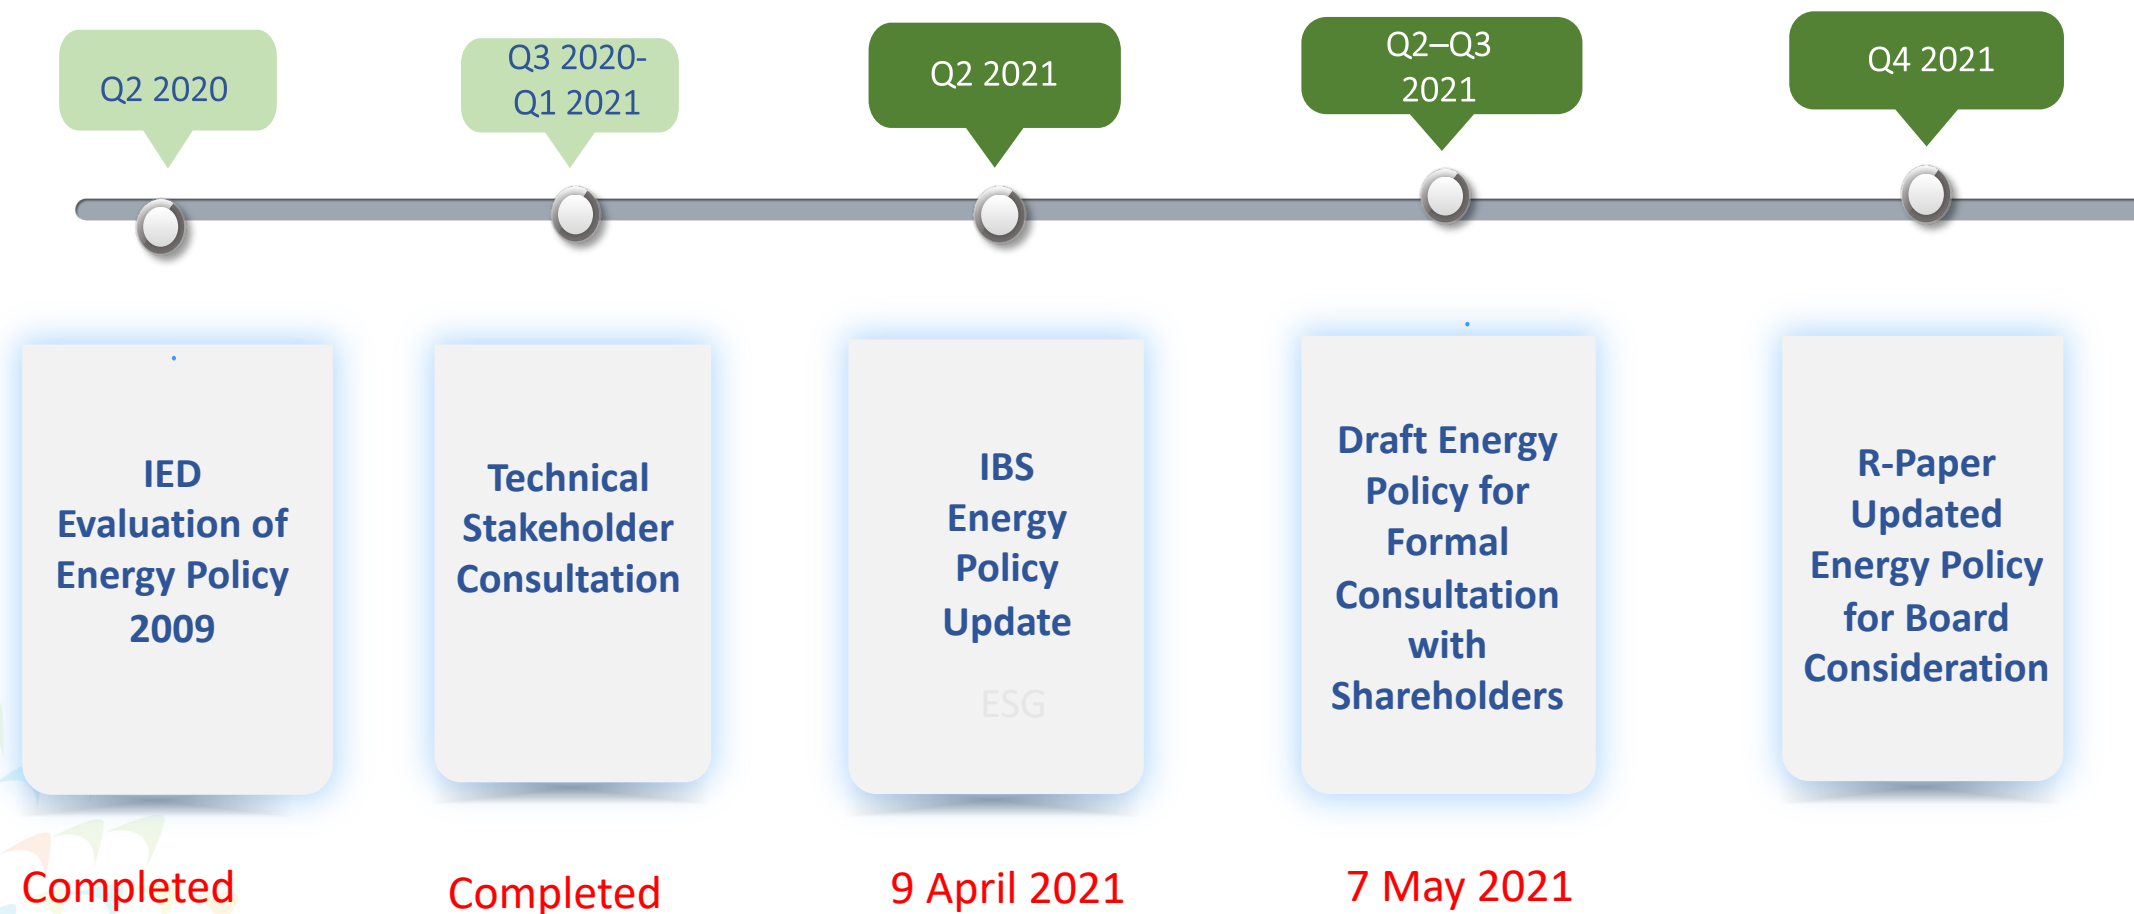 Q2 2020
Q3 2020-
Q1 2021
Q2 2021
Q2–Q3
2021
Q4 2021
IED
Evaluation of
Energy Policy
2009
Technical
Stakeholder
Consultation
IBS
Energy
Policy
Update
ESG
Draft Energy
Policy for
Formal
Consultation
with
Shareholders
R-Paper
Updated
Energy Policy
for Board
Consideration
Completed
Completed
9 April 2021
7 May 2021